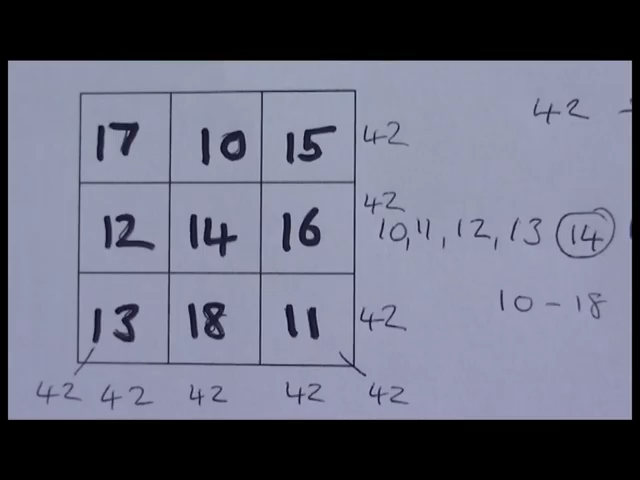 42 -
17 10 15 42
42
12 14 16 10, 11, 12, 13 14
10 - 18
13 18 11 42
42 42 42 42 42